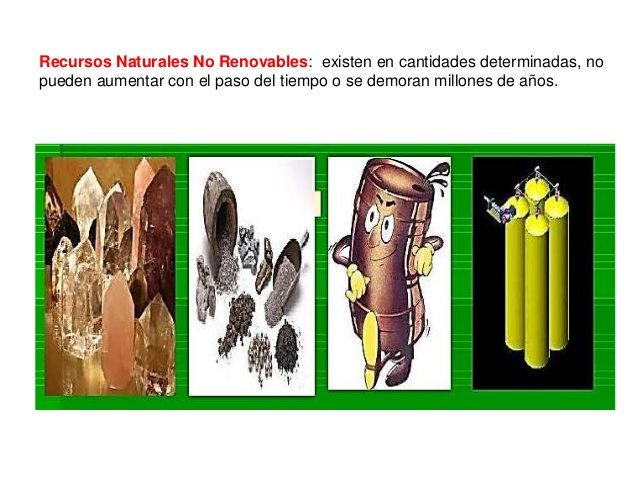 Recursos Naturales No Renovables:  existen en cantidades determinadas, no
pueden aumentar con el paso del tiempo o se demoran millones de años.